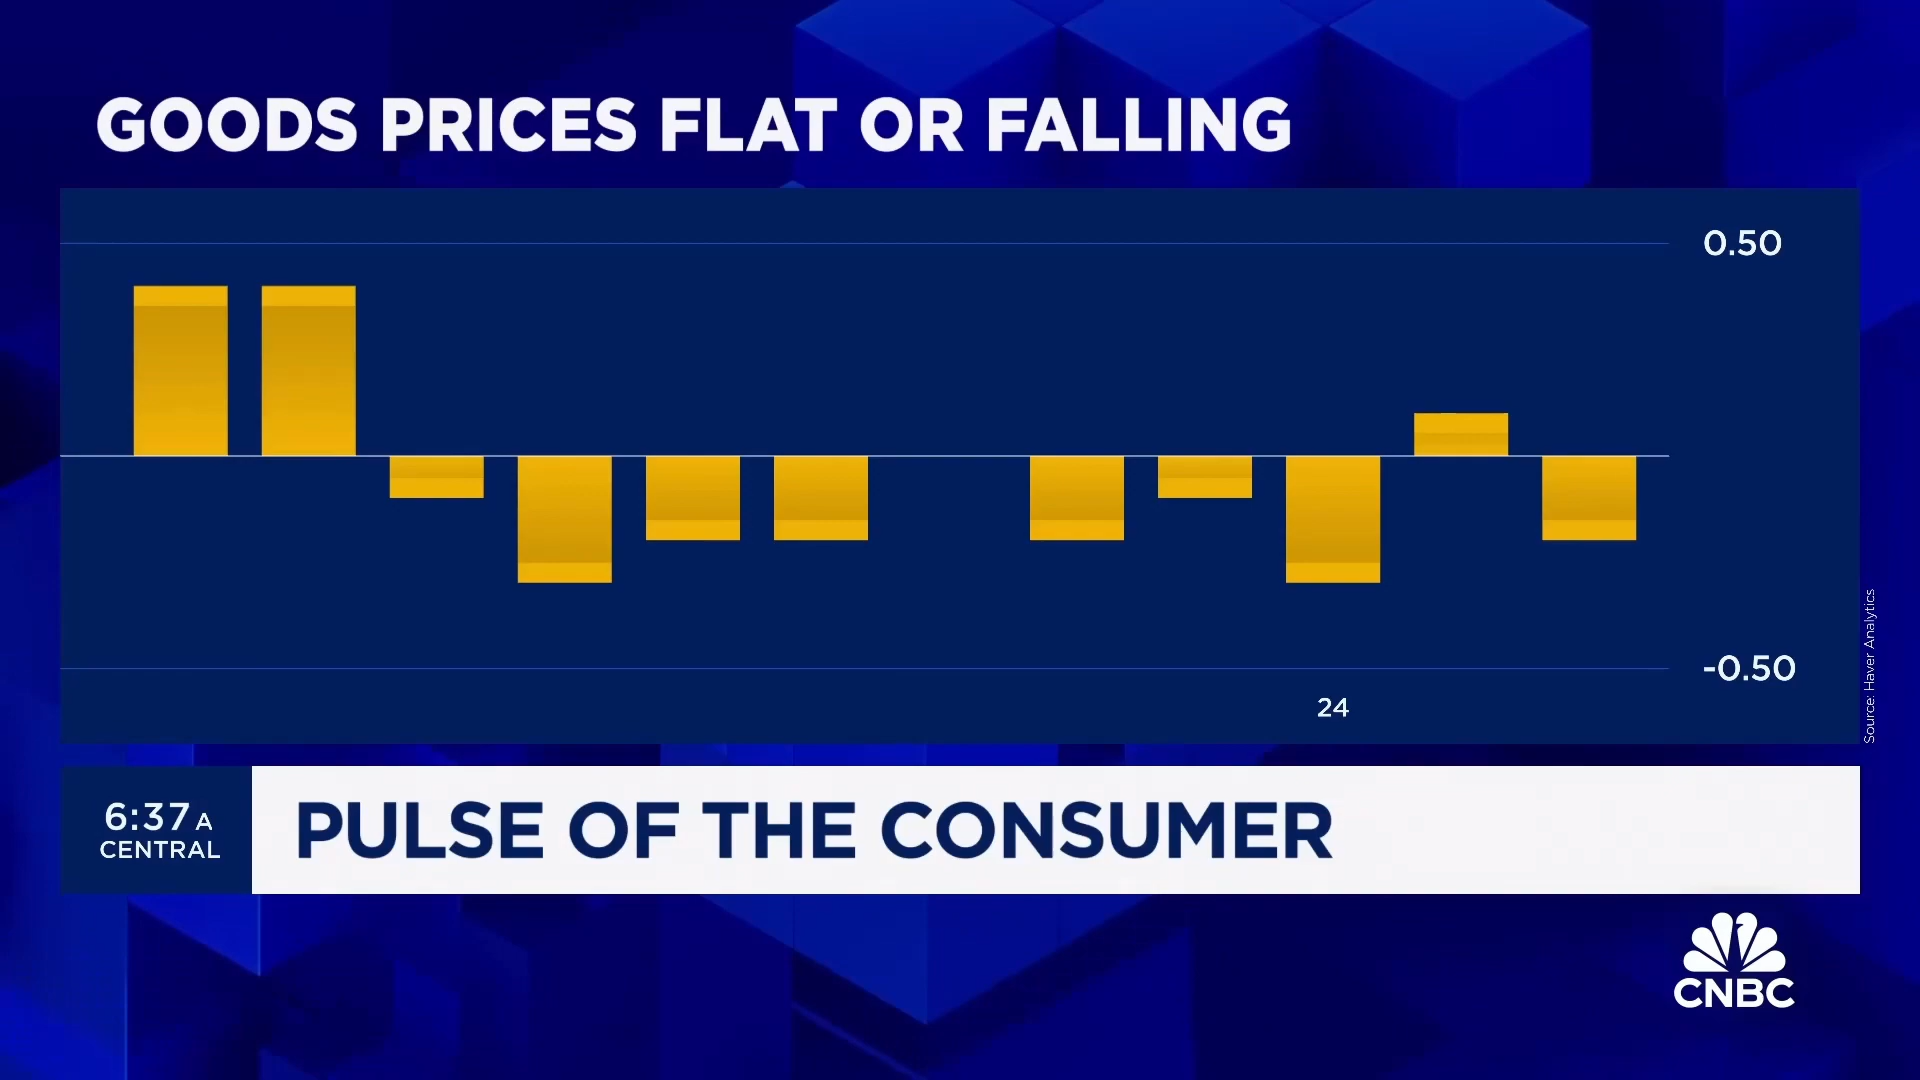 GOODS PRICES FLAT OR FALLING
0.50
-0.50
24
Source: Haver Analytics
6:37 A
CENTRAL
PULSE OF THE CONSUMER
CNBC